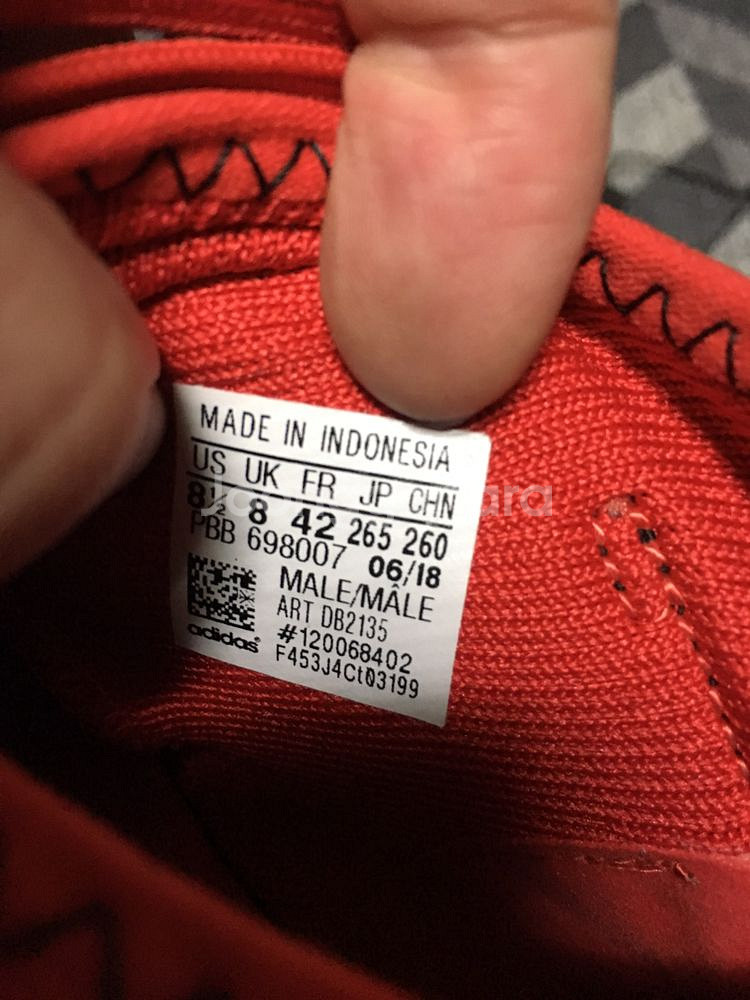 MADE IN INDONESIA
US UK FR JP CHN
8½ 8 42 265 260
PBB 698007 06/18
MALE/MÂLE
ART DB2135
#120068402
F453J4Ct03199
adidas